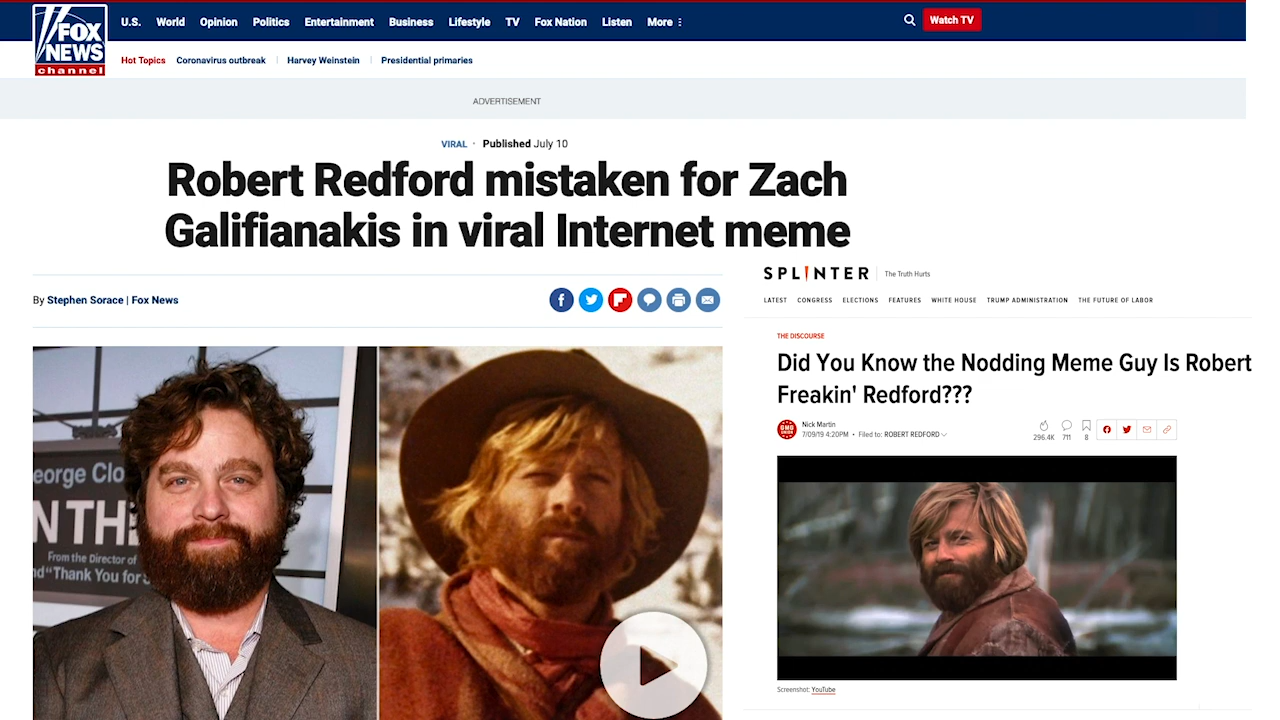 FOX
NEWS
channel
U.S. World Opinion Politics Entertainment Business Lifestyle TV Fox Nation Listen More
Watch TV
Hot Topics Coronavirus outbreak Harvey Weinstein Presidential primaries
ADVERTISEMENT
VIRAL · Published July 10
Robert Redford mistaken for Zach
Galifianakis in viral Internet meme
By Stephen Sorace | Fox News
eorge Clo
N THE
From the Director of
nd "Thank You for S
SPLINTER The Truth Hurts
LATEST CONGRESS ELECTIONS FEATURES WHITE HOUSE TRUMP ADMINISTRATION THE FUTURE OF LABOR
THE DISCOURSE
Did You Know the Nodding Meme Guy Is Robert
Freakin' Redford???
GMG
UNION
Nick Martin
7/09/19 4:20PM • Filed to: ROBERT REDFORD
296.4K 711 8
Screenshot: YouTube